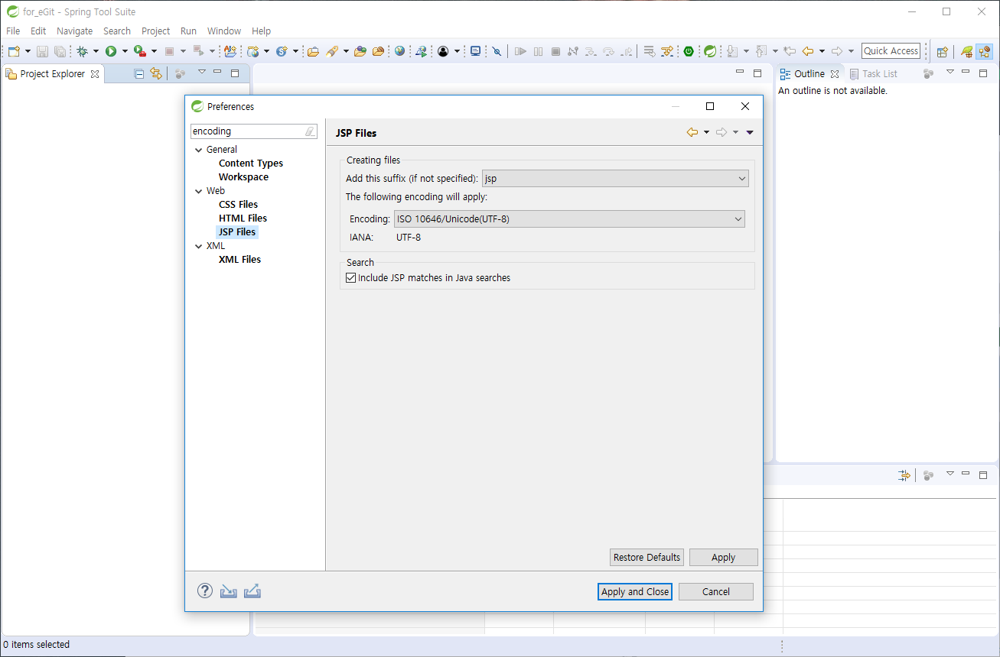 for_eGit - Spring Tool Suite
File Edit Navigate Search Project Run Window Help
Quick Access
Project Explorer
Outline Task List
An outline is not available.
Preferences
encoding
General
Content Types
Workspace
Web
CSS Files
HTML Files
JSP Files
XML
XML Files
JSP Files
Creating files
Add this suffix (if not specified): jsp
The following encoding will apply:
Encoding: ISO 10646/Unicode(UTF-8)
IANA: UTF-8
Search
Include JSP matches in Java searches
Restore Defaults Apply
Apply and Close Cancel
0 items selected